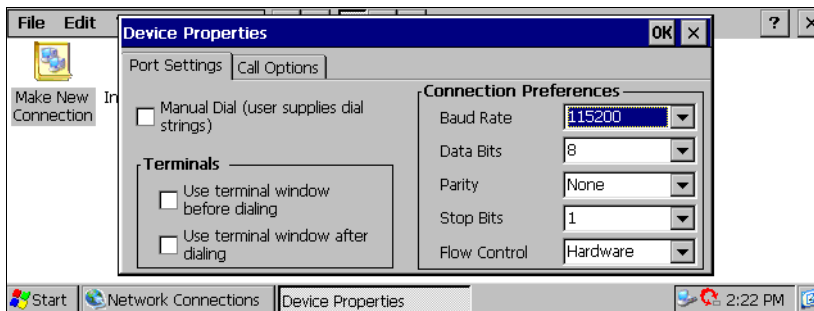 File Edit
?
Device Properties
OK
Port Settings
Call Options
Make New
Connection
In
Manual Dial (user supplies dial
strings)
Terminals
Use terminal window
before dialing
Use terminal window after
dialing
Connection Preferences
Baud Rate
115200
Data Bits
8
Parity
None
Stop Bits
1
Flow Control
Hardware
Start
Network Connections
Device Properties
2:22 PM